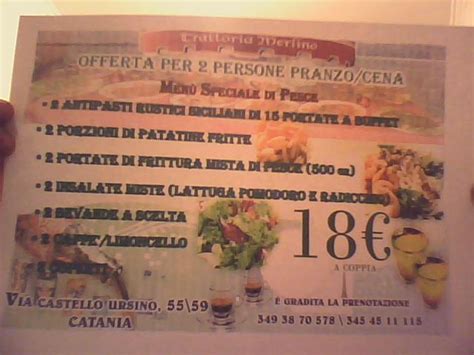 Trattoria Merlino
OFFERTA PER 2 PERSONE PRANZO/CENA
Menù Speciale di Pesce
• 2 ANTIPASTI RUSTICI SICILIANI DI 15 PORTATE A BUFFET
• 2 PORZIONI DI PATATINE FRITTE
• 2 PORTATE DI FRITTURA MISTA DI PESCE (500 GR)
• 2 INSALATE MISTE (LATTUGA POMODORO E RADICCHIO)
• 2 BEVANDE A SCELTA
• 2 CAFFE/LIMONCELLO
2 COPERTI
18€
A COPPIA
VIA CASTELLO URSINO, 55\59
CATANIA
È GRADITA LA PRENOTAZIONE
349 38 70 578 \ 345 45 11 118